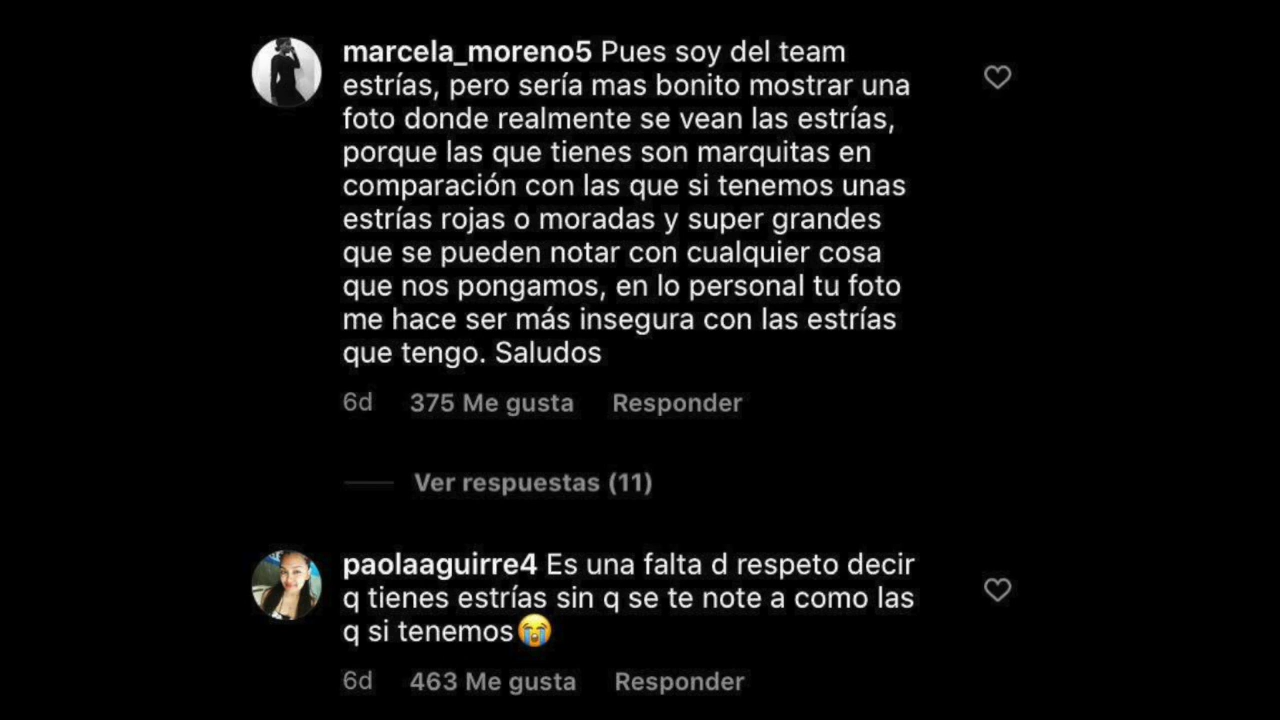 marcela_moreno5 Pues soy del team
estrías, pero sería mas bonito mostrar una
foto donde realmente se vean las estrías,
porque las que tienes son marquitas en
comparación con las que si tenemos unas
estrías rojas o moradas y super grandes
que se pueden notar con cualquier cosa
que nos pongamos, en lo personal tu foto
me hace ser más insegura con las estrías
que tengo. Saludos
6d 375 Me gusta Responder
Ver respuestas (11)
paolaaguirre4 Es una falta d respeto decir
q tienes estrías sin q se te note a como las
q si tenemos😭
6d 463 Me gusta Responder